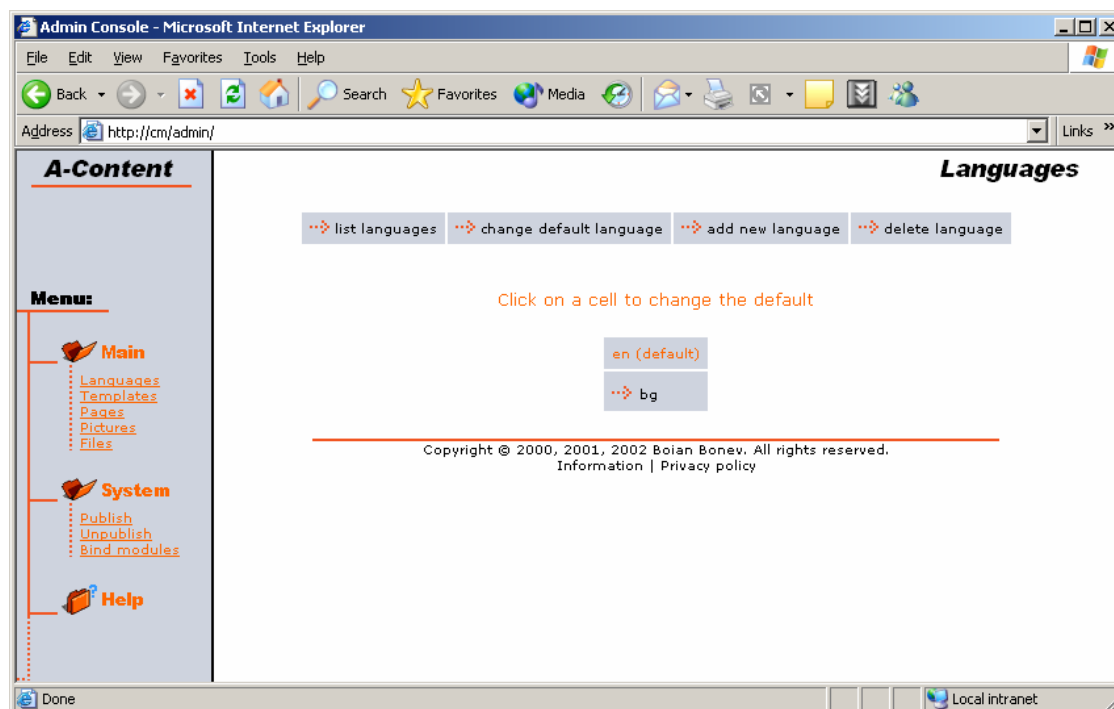 Admin Console - Microsoft Internet Explorer
File Edit View Favorites Tools Help
Back Search Favorites Media
Address http://cm/admin/ Links »
A-Content
Languages
list languages change default language add new language delete language
Menu:
Click on a cell to change the default
en (default)
bg
Main
Languages
Templates
Pages
Pictures
Files
Copyright © 2000, 2001, 2002 Boian Bonev. All rights reserved.
Information | Privacy policy
System
Publish
Unpublish
Bind modules
? Help
Done Local intranet